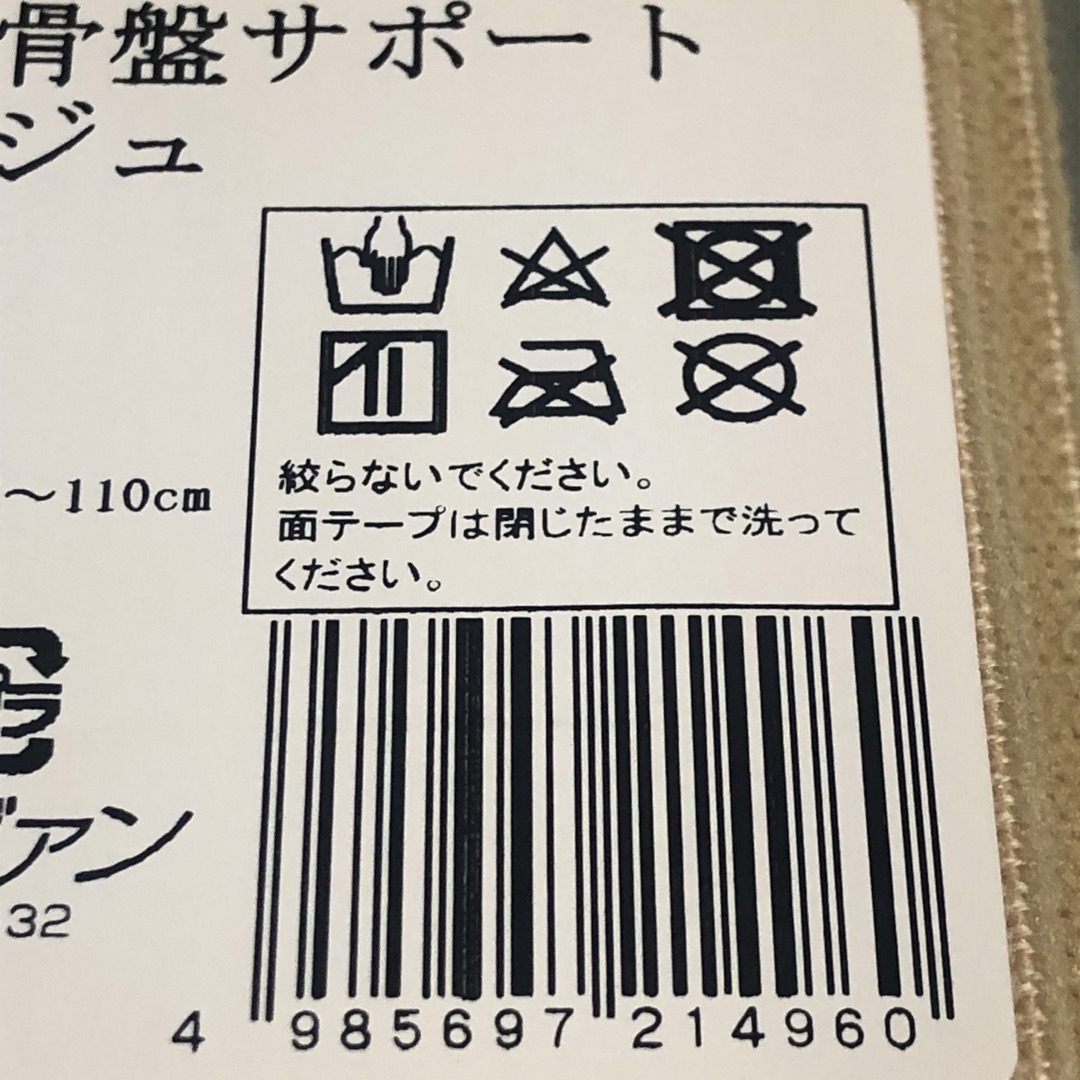 骨盤サポート
ジュ
～110cm
絞らないでください。
面テープは閉じたままで洗って
ください。
ヴァン
32
4 985697 214960